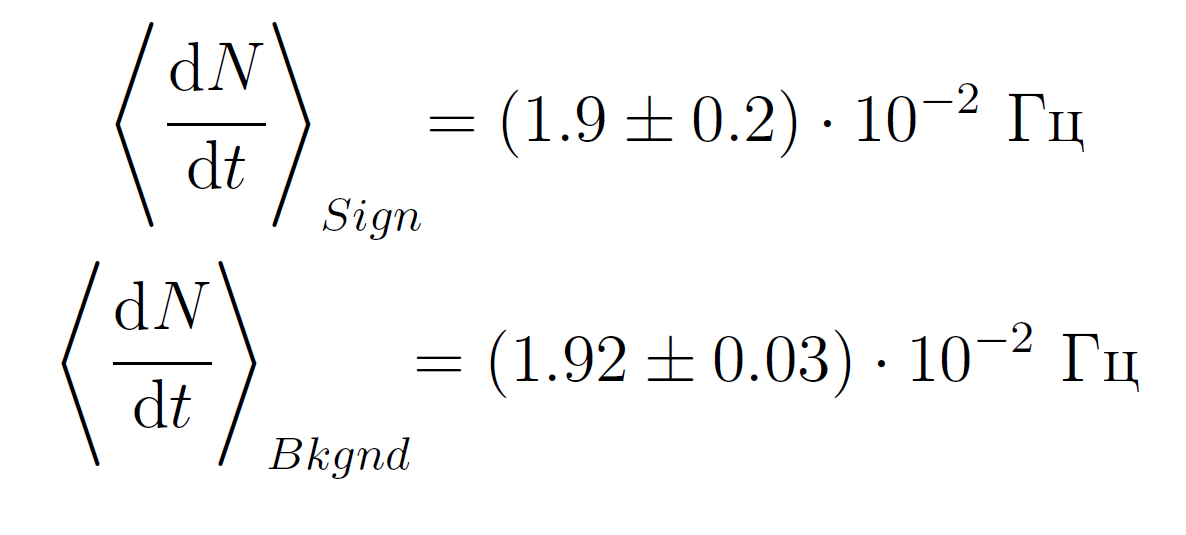 ⟨dN/dt⟩_Sign = (1.9 ± 0.2) · 10⁻² Гц
⟨dN/dt⟩_Bkgnd = (1.92 ± 0.03) · 10⁻² Гц